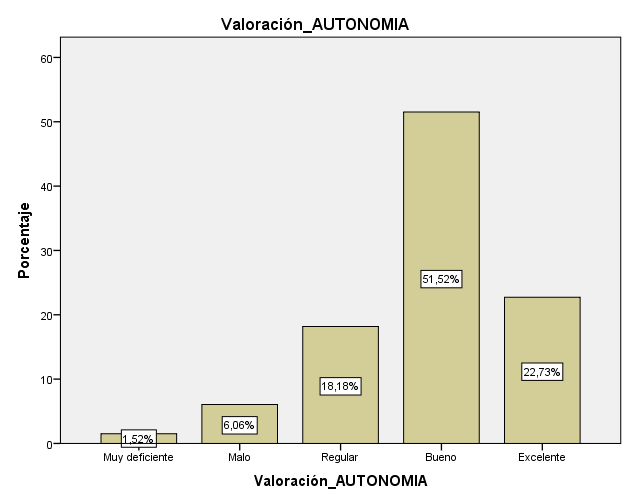 Valoración_AUTONOMIA
60
50
40
30
20
10
0
Porcentaje
1,52%
6,06%
18,18%
51,52%
22,73%
Muy deficiente
Malo
Regular
Bueno
Excelente
Valoración_AUTONOMIA